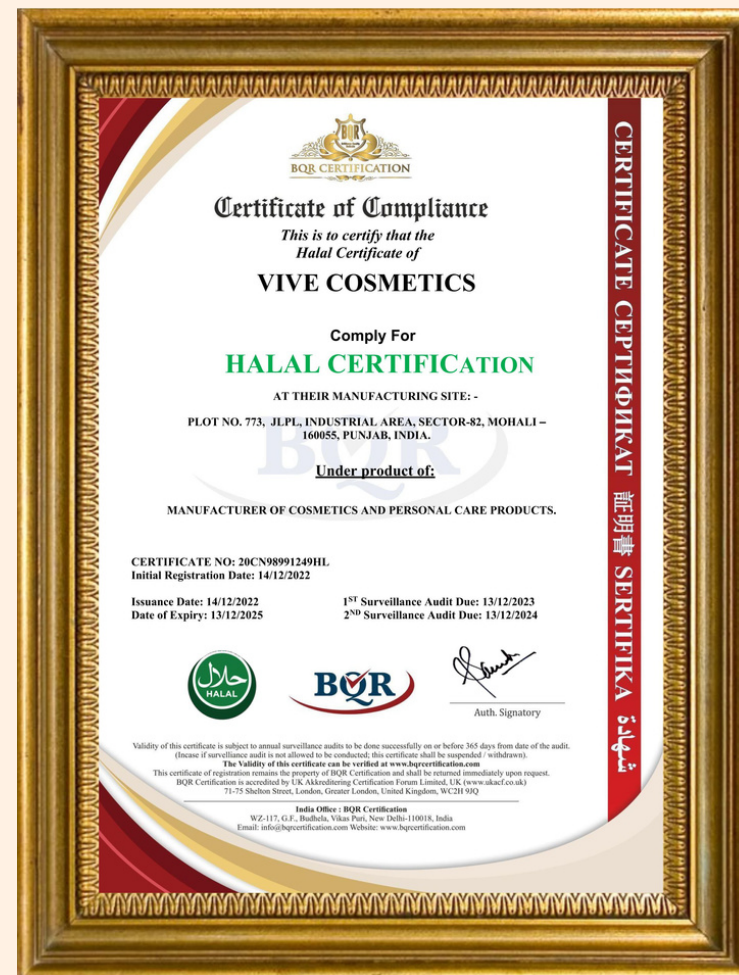 BQR
BQR CERTIFICATION
Certificate of Compliance
This is to certify that the
Halal Certificate of
VIVE COSMETICS
Comply For
HALAL CERTIFICATION
AT THEIR MANUFACTURING SITE: -
PLOT NO. 773, JLPL, INDUSTRIAL AREA, SECTOR-82, MOHALI –
160055, PUNJAB, INDIA.
BQR
Under product of:
MANUFACTURER OF COSMETICS AND PERSONAL CARE PRODUCTS.
CERTIFICATE NO: 20CN98991249HL
Initial Registration Date: 14/12/2022
Issuance Date: 14/12/2022
Date of Expiry: 13/12/2025
1ST Surveillance Audit Due: 13/12/2023
2ND Surveillance Audit Due: 13/12/2024
حلال
HALAL
BQR
Auth. Signatory
Validity of this certificate is subject to annual surveillance audits to be done successfully on or before 365 days from date of the audit.
(Incase if surveillance audit is not allowed to be conducted; this certificate shall be suspended / withdrawn).
The Validity of this certificate can be verified at www.bqrcertification.com
This certificate of registration remains the property of BQR Certification and shall be returned immediately upon request.
BQR Certification is accredited by UK Akkreditering Certification Forum Limited, UK (www.ukacf.co.uk)
71-75 Shelton Street, London, Greater London, United Kingdom, WC2H 9JQ
India Office : BQR Certification
WZ-117, G.F., Budhela, Vikas Puri, New Delhi-110018, India
Email: info@bqrcertification.com Website: www.bqrcertification.com
CERTIFICATE СЕРТИФИКАТ 証明書 SERTIFIKA شهادة